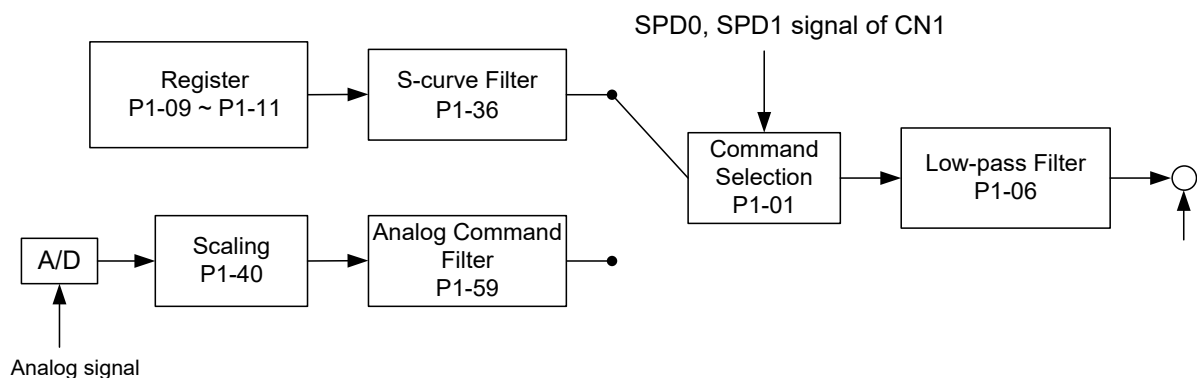 SPD0, SPD1 signal of CN1
Register
P1-09 ~ P1-11
S-curve Filter
P1-36
Command
Selection
P1-01
Low-pass Filter
P1-06
A/D
Scaling
P1-40
Analog Command
Filter
P1-59
Analog signal